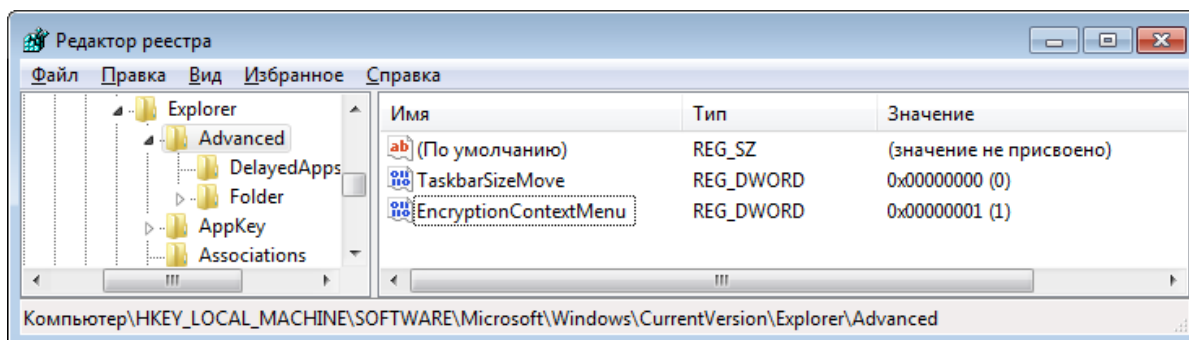 Редактор реестра
Файл Правка Вид Избранное Справка
Explorer
Advanced
DelayedApps
Folder
AppKey
Associations
Имя Тип Значение
(По умолчанию) REG_SZ (значение не присвоено)
TaskbarSizeMove REG_DWORD 0x00000000 (0)
EncryptionContextMenu REG_DWORD 0x00000001 (1)
Компьютер\HKEY_LOCAL_MACHINE\SOFTWARE\Microsoft\Windows\CurrentVersion\Explorer\Advanced